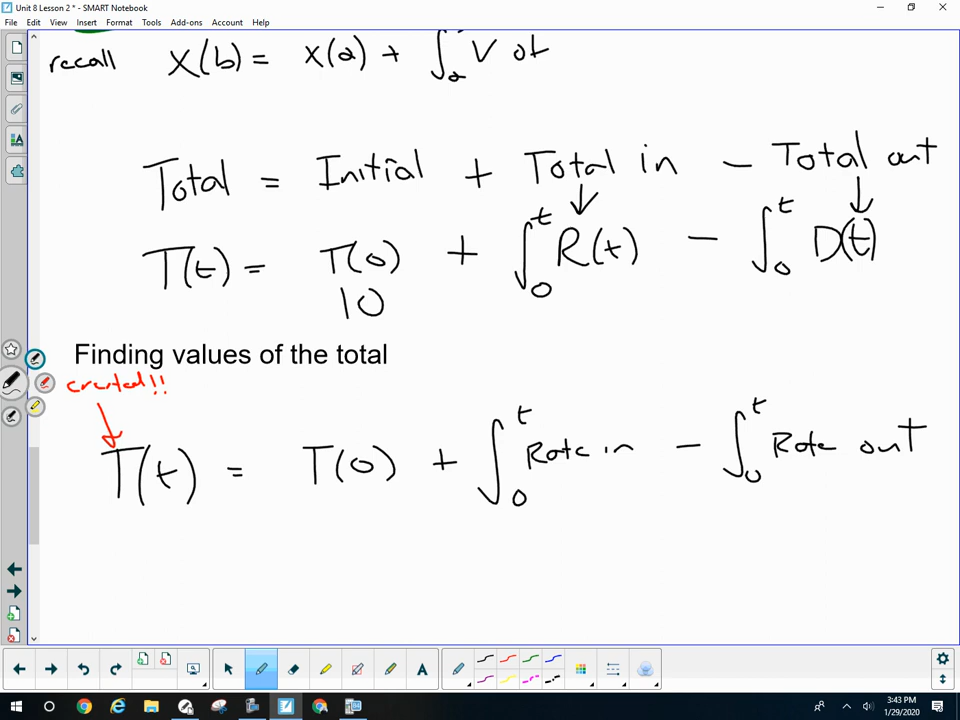 Unit 8 Lesson 2 * - SMART Notebook
File Edit View Insert Format Tools Add-ons Account Help
recall X(b) = X(a) + ∫ₐ V dt
Total = Initial + Total in - Total out
T(t) = T(0) + ∫₀ᵗ R(t) - ∫₀ᵗ D(t)
10
Finding values of the total
created!!
T(t) = T(0) + ∫₀ᵗ Rate in - ∫₀ᵗ Rate out
A
3:43 PM
1/29/2020